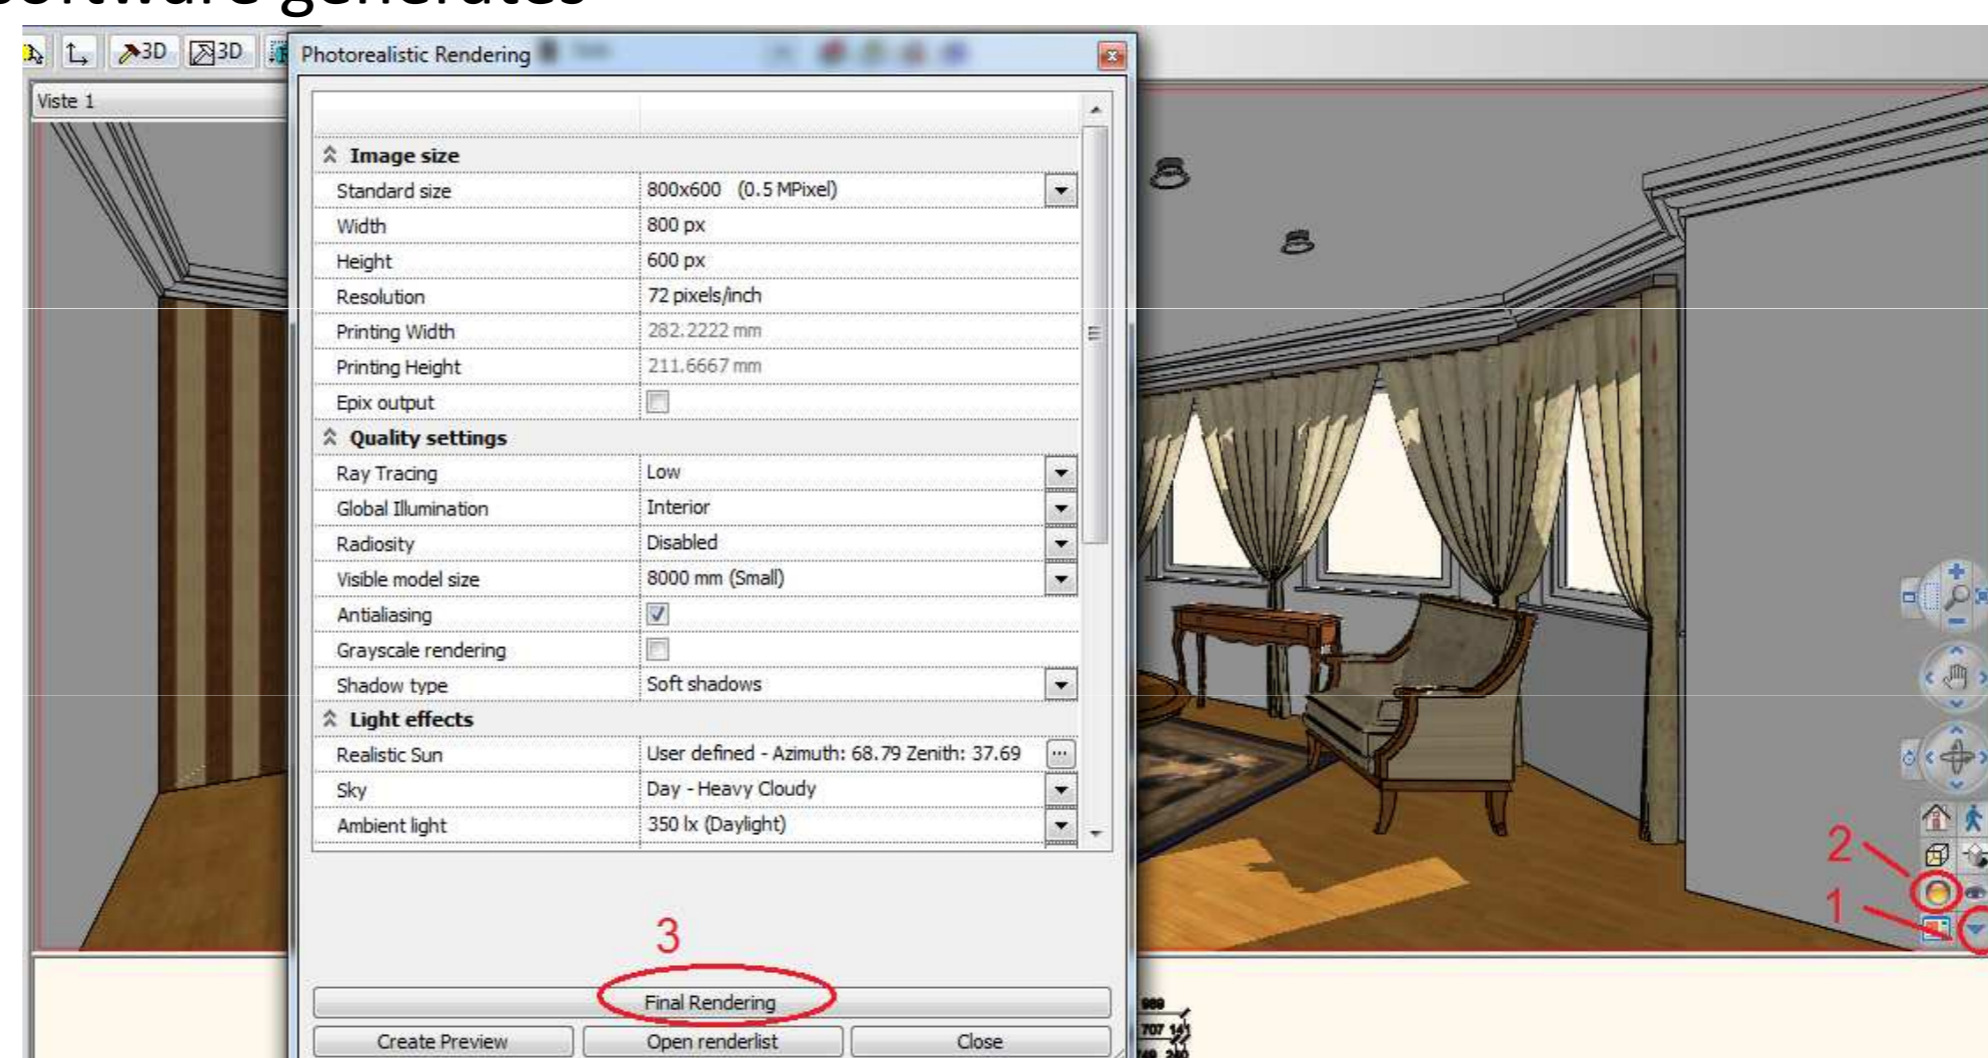 software generates
3D 3D
Photorealistic Rendering
Viste 1
Image size
Standard size 800x600 (0.5 MPixel)
Width 800 px
Height 600 px
Resolution 72 pixels/inch
Printing Width 282.2222 mm
Printing Height 211.6667 mm
Epix output
Quality settings
Ray Tracing Low
Global Illumination Interior
Radiosity Disabled
Visible model size 8000 mm (Small)
Antialiasing
Grayscale rendering
Shadow type Soft shadows
Light effects
Realistic Sun User defined - Azimuth: 68.79 Zenith: 37.69 ...
Sky Day - Heavy Cloudy
Ambient light 350 lx (Daylight)
2
1
3
Final Rendering
Create Preview Open renderlist Close
707 141